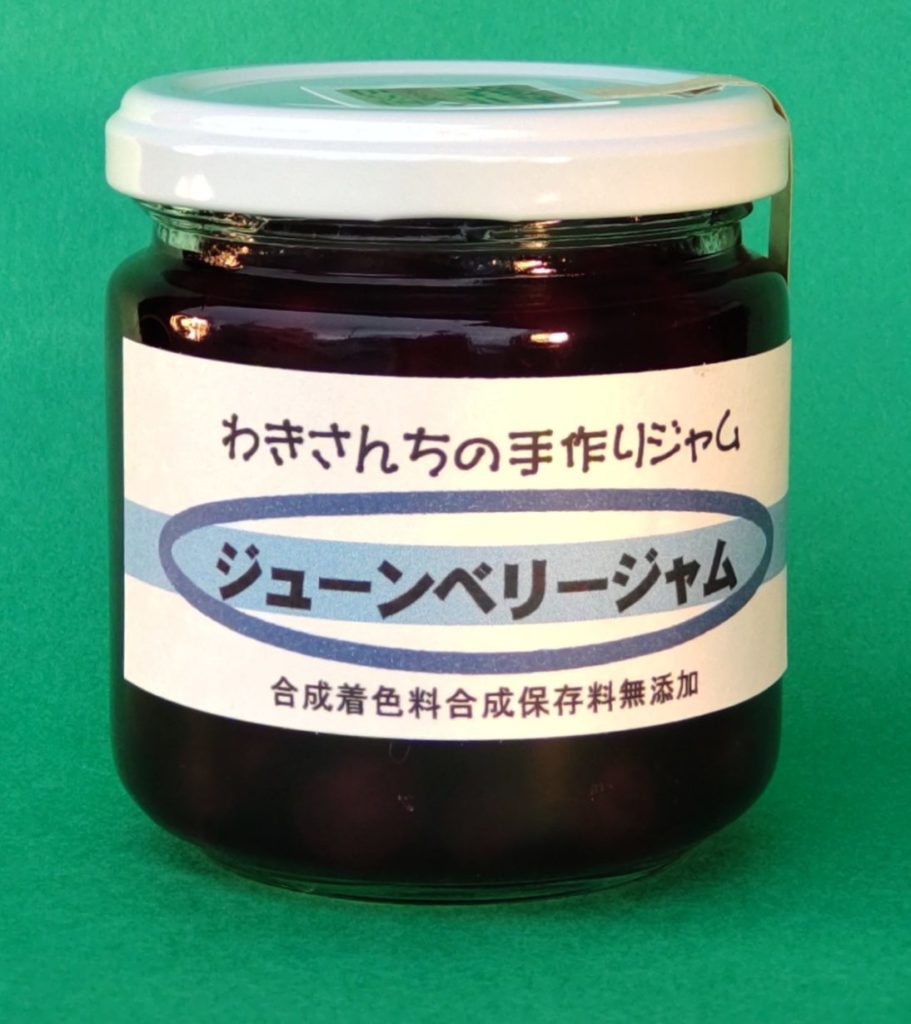 わきさんちの手作りジャム
ジューンベリージャム
合成着色料合成保存料無添加